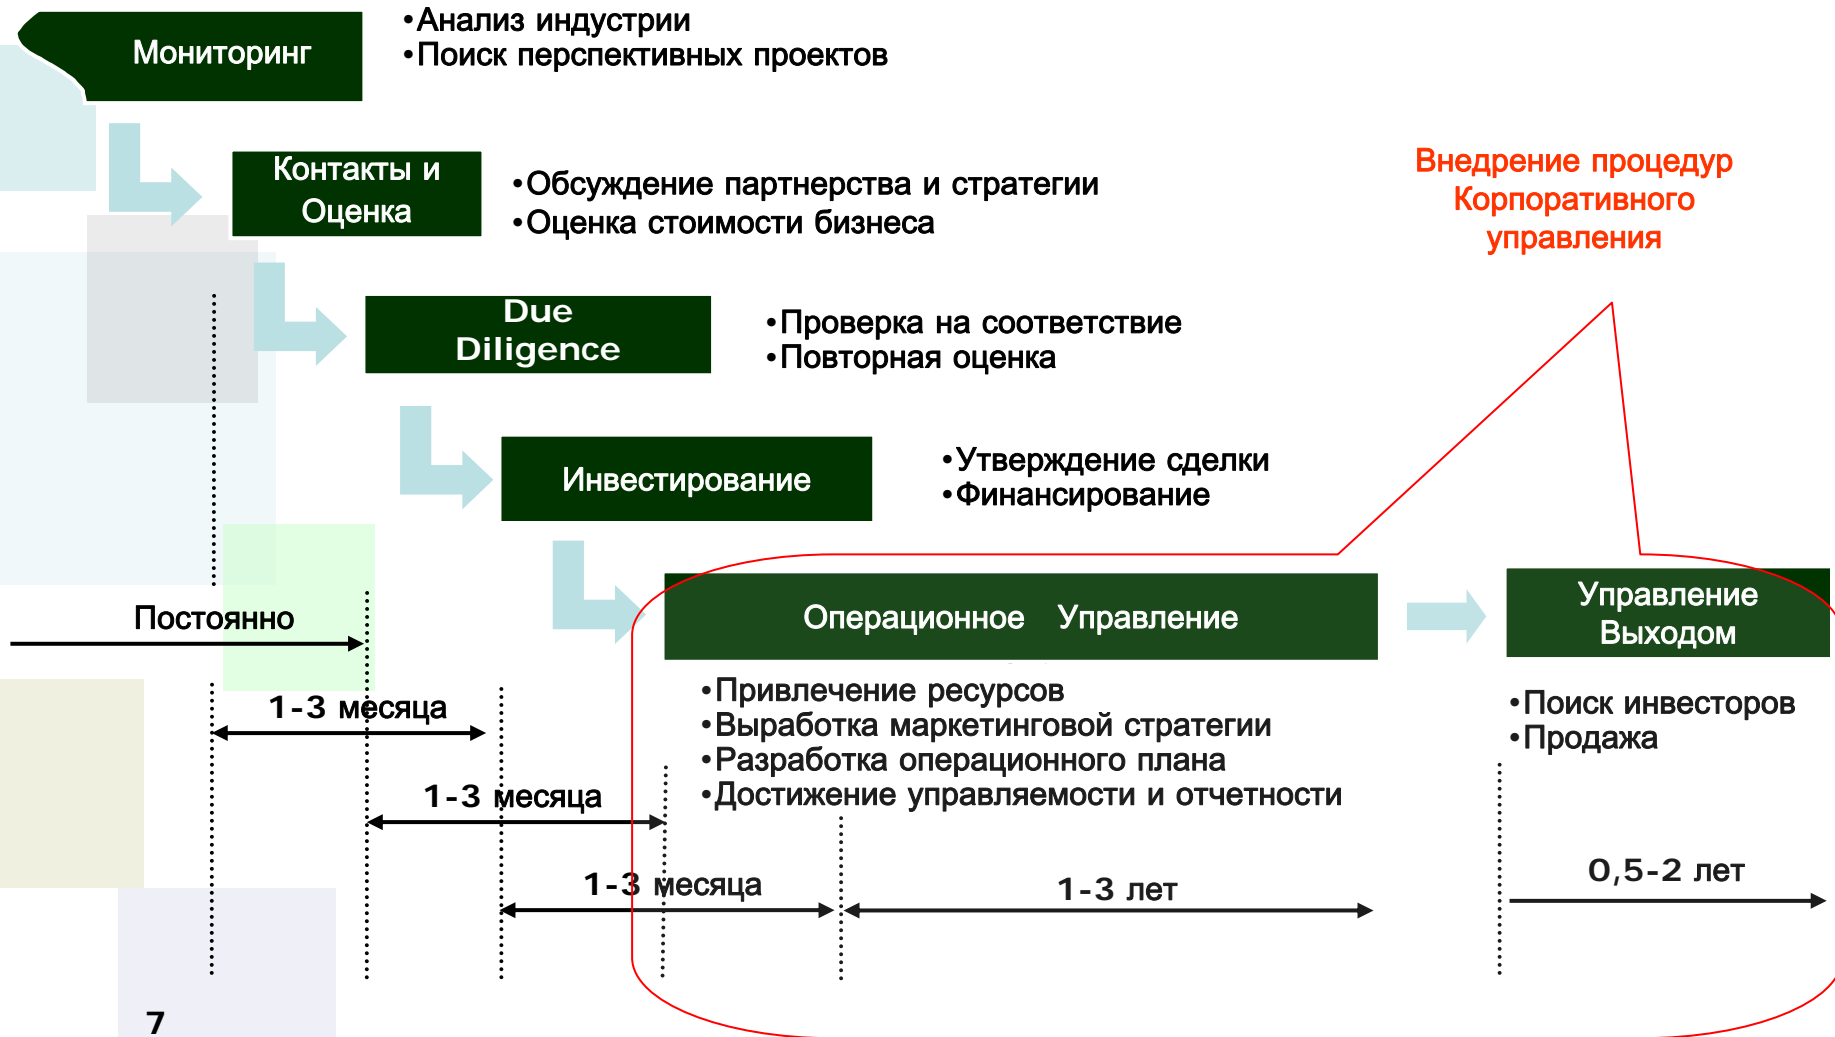 •Анализ индустрии
•Поиск перспективных проектов
Мониторинг
Контакты и
Оценка
•Обсуждение партнерства и стратегии
•Оценка стоимости бизнеса
Внедрение процедур
Корпоративного
управления
Due
Diligence
•Проверка на соответствие
•Повторная оценка
Инвестирование
•Утверждение сделки
•Финансирование
Операционное Управление
Управление
Выходом
Постоянно
•Привлечение ресурсов
•Выработка маркетинговой стратегии
•Разработка операционного плана
•Достижение управляемости и отчетности
•Поиск инвесторов
•Продажа
1-3 месяца
1-3 месяца
1-3 месяца
1-3 лет
0,5-2 лет
7